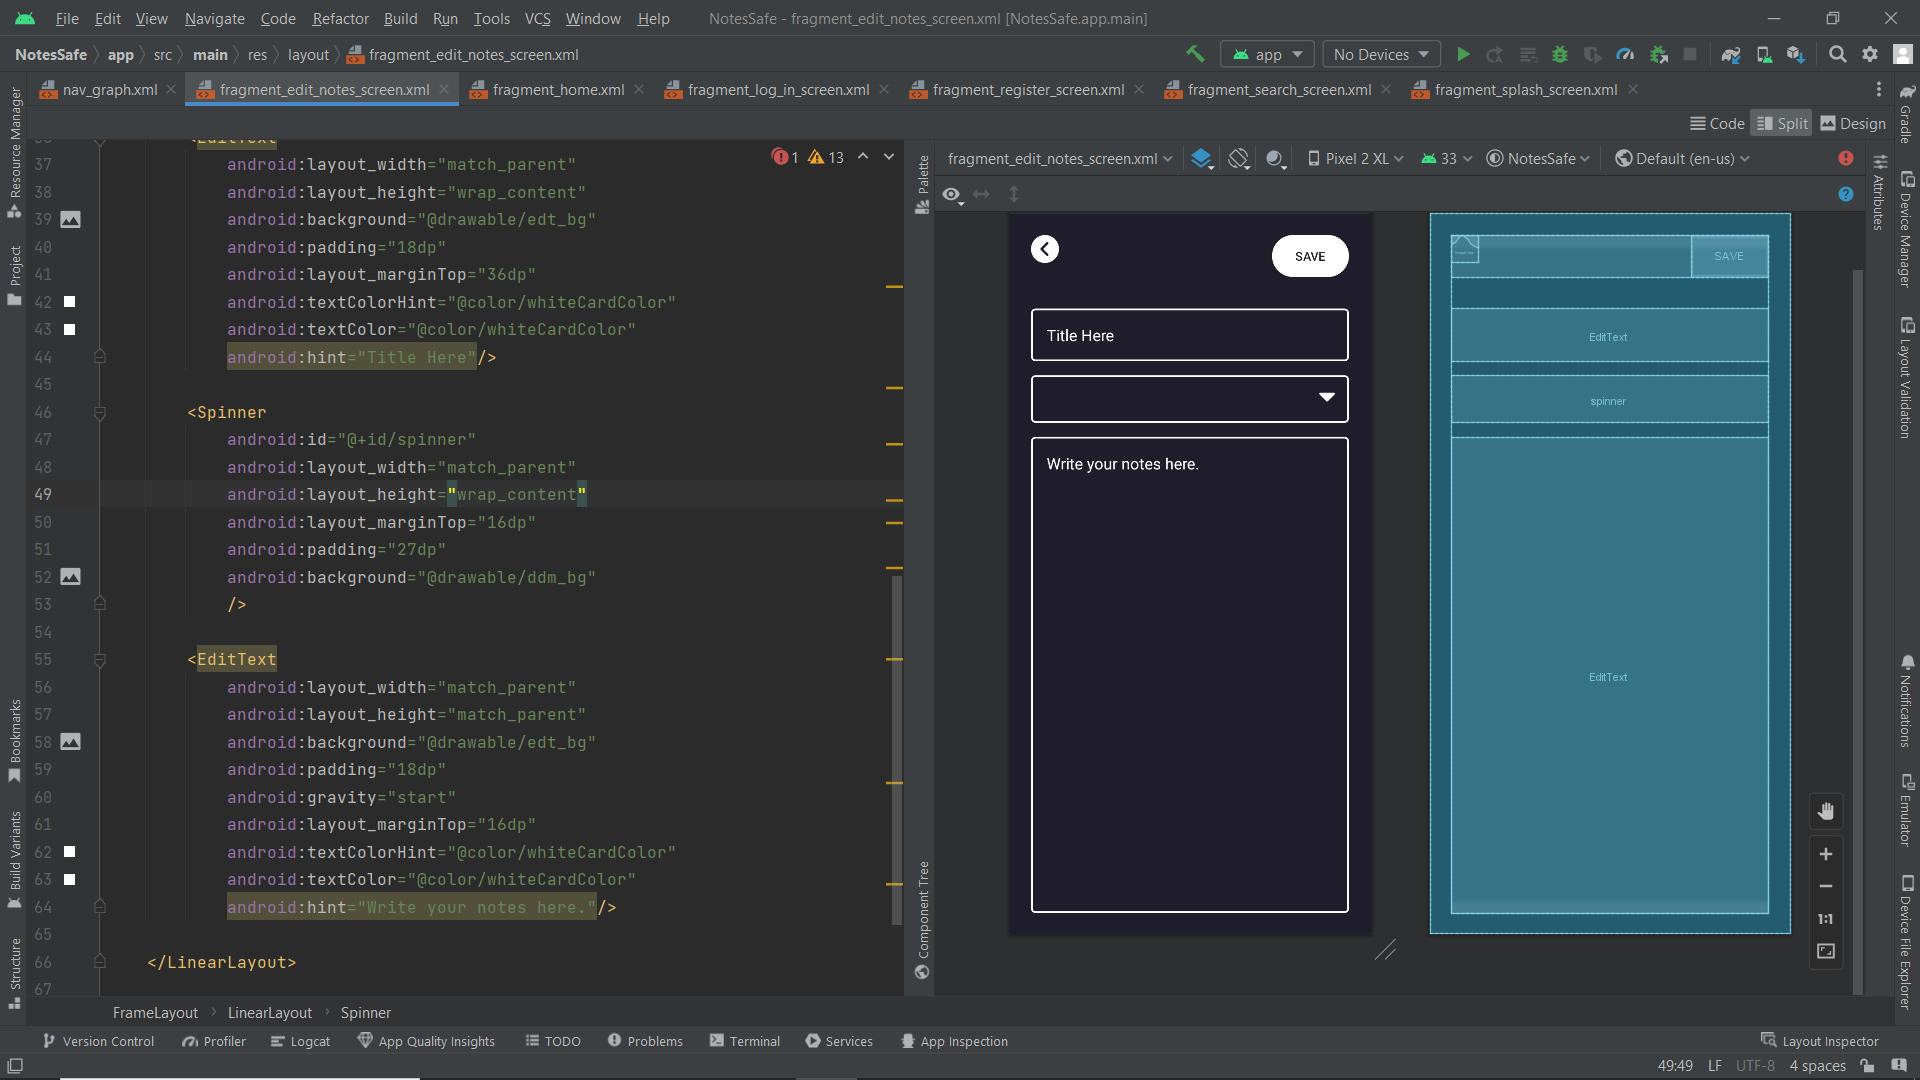 File Edit View Navigate Code Refactor Build Run Tools VCS Window Help NotesSafe - fragment_edit_notes_screen.xml [NotesSafe.app.main]
NotesSafe app src main res layout fragment_edit_notes_screen.xml app No Devices
nav_graph.xml fragment_edit_notes_screen.xml fragment_home.xml fragment_log_in_screen.xml fragment_register_screen.xml fragment_search_screen.xml fragment_splash_screen.xml
Code Split Design
Resource Manager
Project
Bookmarks
Build Variants
Structure
1 13
36 <EditText
37 android:layout_width="match_parent"
38 android:layout_height="wrap_content"
39 android:background="@drawable/edt_bg"
40 android:padding="18dp"
41 android:layout_marginTop="36dp"
42 android:textColorHint="@color/whiteCardColor"
43 android:textColor="@color/whiteCardColor"
44 android:hint="Title Here"/>
45
46 <Spinner
47 android:id="@+id/spinner"
48 android:layout_width="match_parent"
49 android:layout_height="wrap_content"
50 android:layout_marginTop="16dp"
51 android:padding="27dp"
52 android:background="@drawable/ddm_bg"
53 />
54
55 <EditText
56 android:layout_width="match_parent"
57 android:layout_height="match_parent"
58 android:background="@drawable/edt_bg"
59 android:padding="18dp"
60 android:gravity="start"
61 android:layout_marginTop="16dp"
62 android:textColorHint="@color/whiteCardColor"
63 android:textColor="@color/whiteCardColor"
64 android:hint="Write your notes here."/>
65
66 </LinearLayout>
67
Palette
Component Tree
fragment_edit_notes_screen.xml Pixel 2 XL 33 NotesSafe Default (en-us)
SAVE
Title Here
Write your notes here.
SAVE
EditText
spinner
EditText
1:1
Attributes
Gradle
Device Manager
Layout Validation
Notifications
Emulator
Device File Explorer
FrameLayout LinearLayout Spinner
Version Control Profiler Logcat App Quality Insights TODO Problems Terminal Services App Inspection Layout Inspector
49:49 LF UTF-8 4 spaces